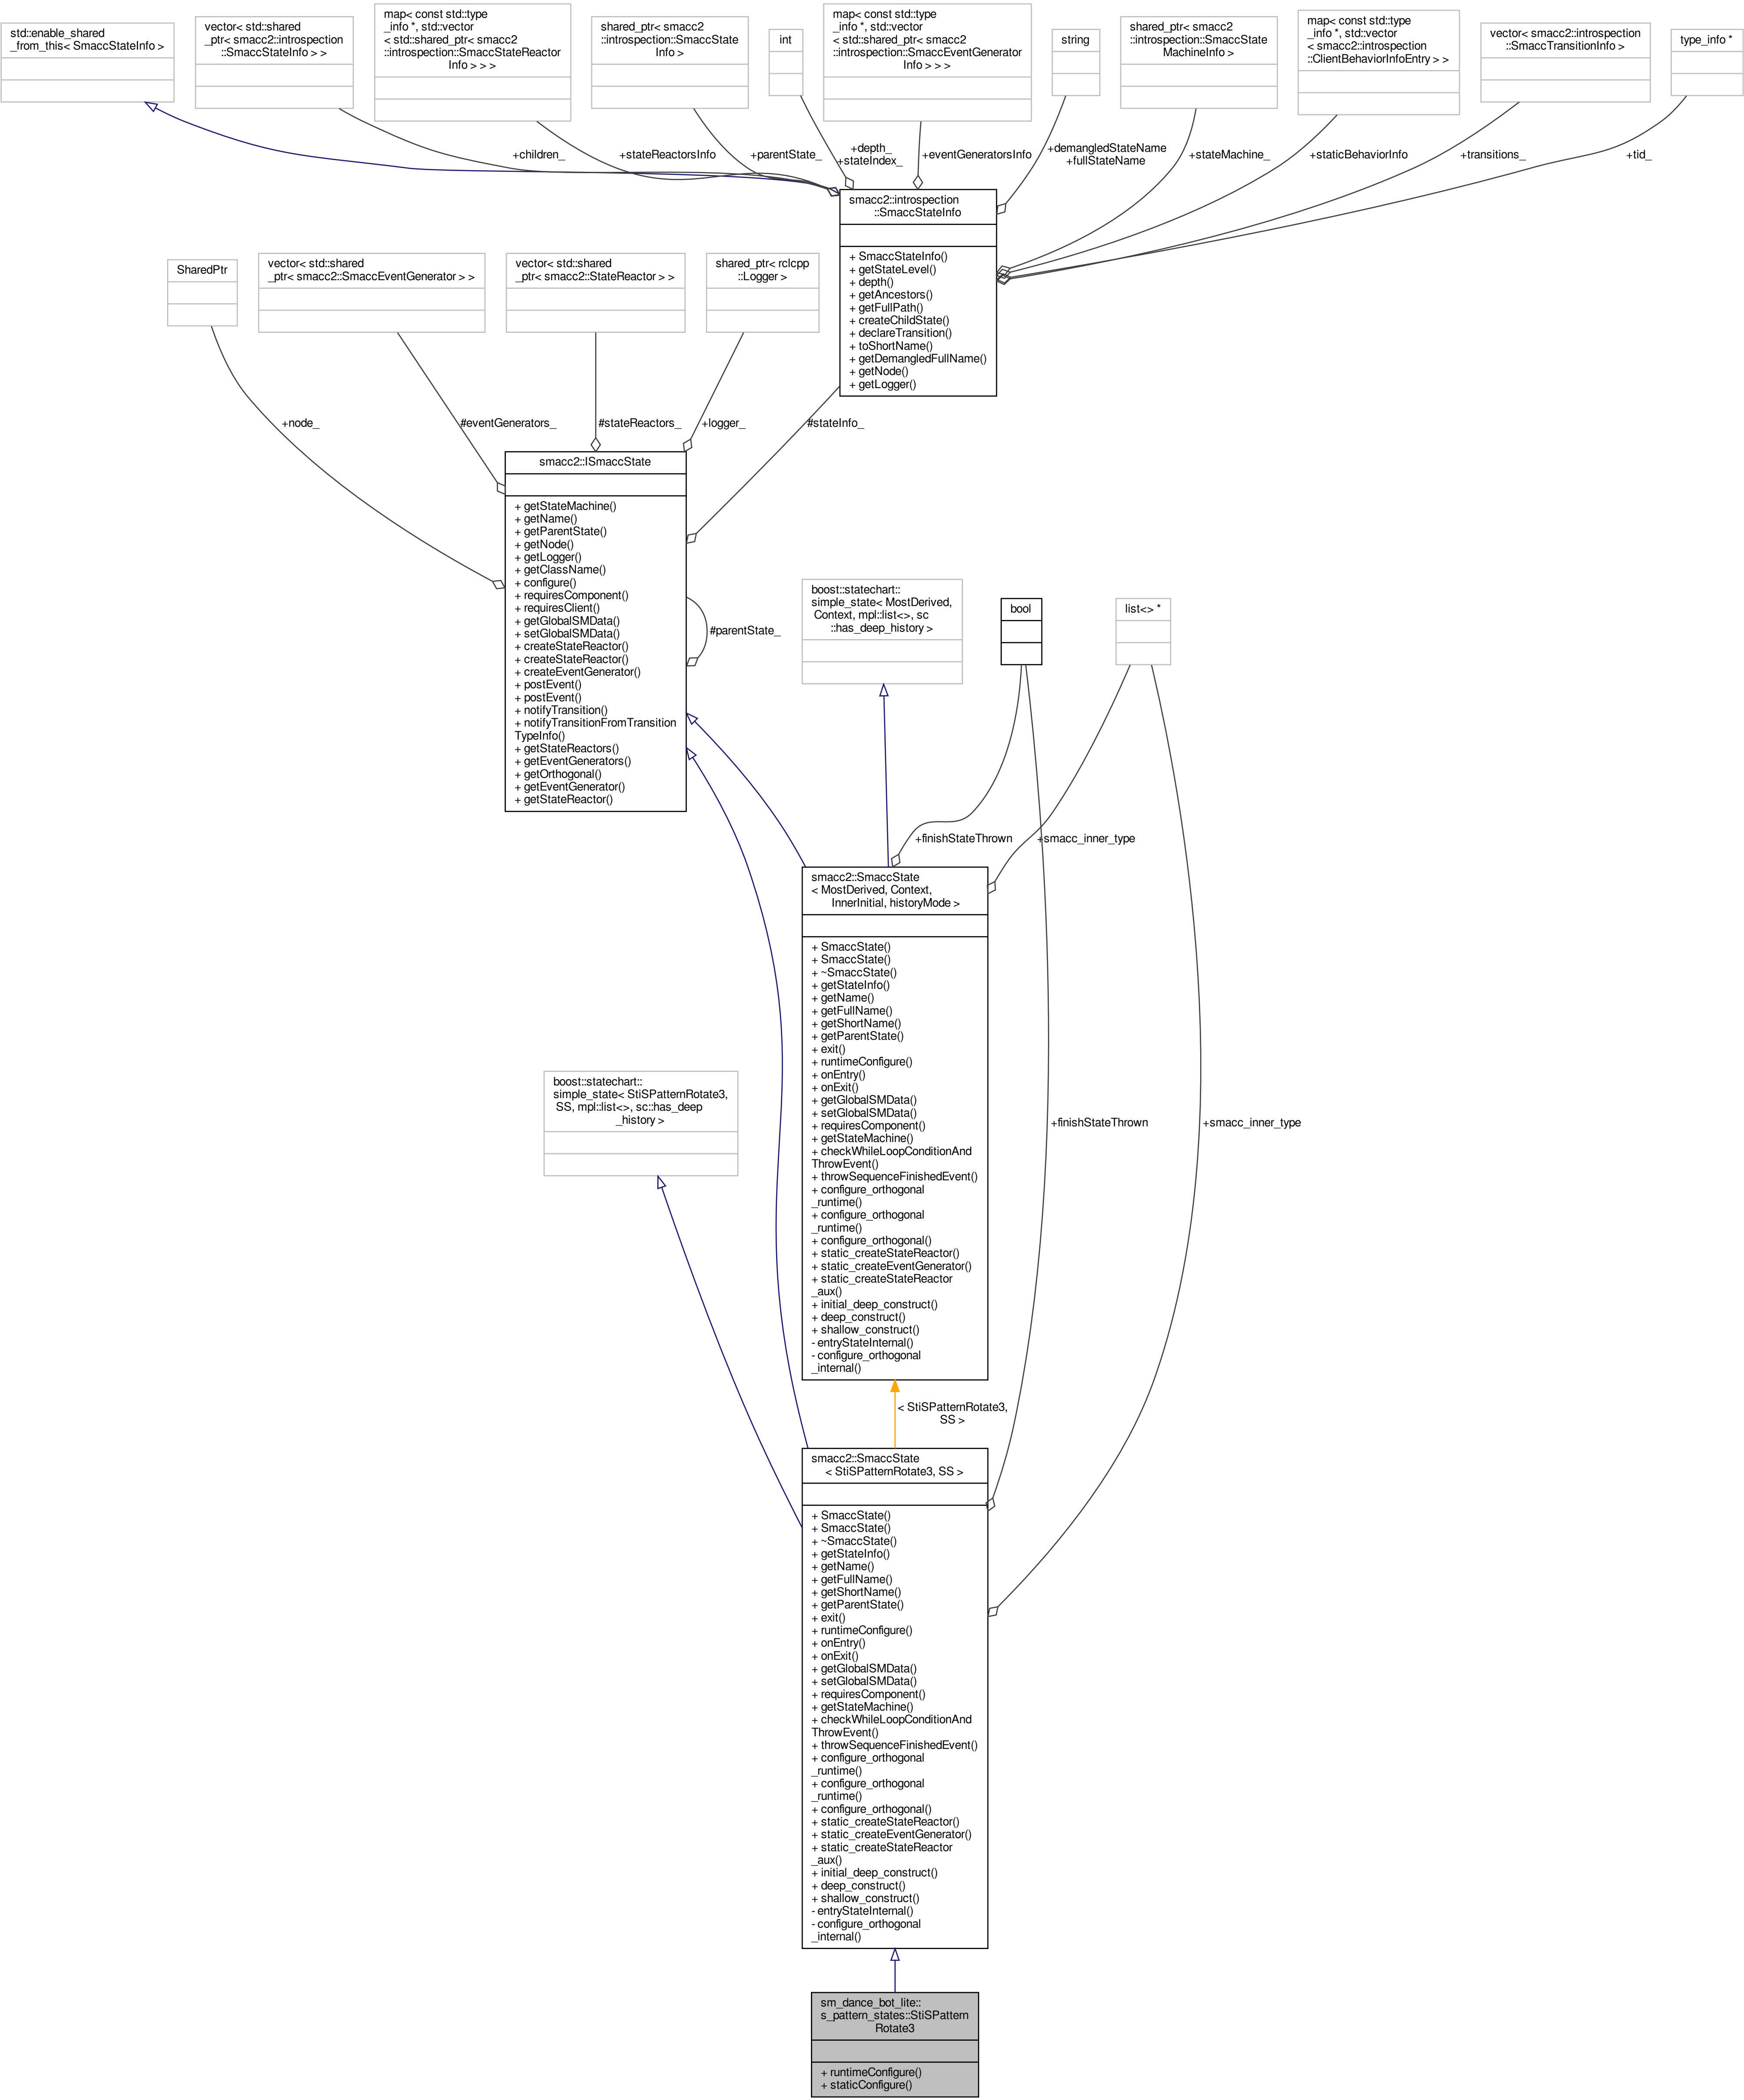 std::enable_shared
_from_this< SmaccStateInfo >
vector< std::shared
_ptr< smacc2::introspection
::SmaccStateInfo > >
map< const std::type
_info *, std::vector
< std::shared_ptr< smacc2
::introspection::SmaccStateReactor
Info > > >
shared_ptr< smacc2
::introspection::SmaccState
Info >
int
map< const std::type
_info *, std::vector
< std::shared_ptr< smacc2
::introspection::SmaccEventGenerator
Info > > >
string
shared_ptr< smacc2
::introspection::SmaccState
MachineInfo >
map< const std::type
_info *, std::vector
< smacc2::introspection
::ClientBehaviorInfoEntry > >
vector< smacc2::introspection
::SmaccTransitionInfo >
type_info *
+children_
+stateReactorsInfo
+parentState_
+depth_
+stateIndex_
+eventGeneratorsInfo
+demangledStateName
+fullStateName
+stateMachine_
+staticBehaviorInfo
+transitions_
+tid_
smacc2::introspection
::SmaccStateInfo
+ SmaccStateInfo()
+ getStateLevel()
+ depth()
+ getAncestors()
+ getFullPath()
+ createChildState()
+ declareTransition()
+ toShortName()
+ getDemangledFullName()
+ getNode()
+ getLogger()
SharedPtr
vector< std::shared
_ptr< smacc2::SmaccEventGenerator > >
vector< std::shared
_ptr< smacc2::StateReactor > >
shared_ptr< rclcpp
::Logger >
+node_
#eventGenerators_
#stateReactors_
+logger_
#stateInfo_
smacc2::ISmaccState
+ getStateMachine()
+ getName()
+ getParentState()
+ getNode()
+ getLogger()
+ getClassName()
+ configure()
+ requiresComponent()
+ requiresClient()
+ getGlobalSMData()
+ setGlobalSMData()
+ createStateReactor()
+ createStateReactor()
+ createEventGenerator()
+ postEvent()
+ postEvent()
+ notifyTransition()
+ notifyTransitionFromTransition
TypeInfo()
+ getStateReactors()
+ getEventGenerators()
+ getOrthogonal()
+ getEventGenerator()
+ getStateReactor()
#parentState_
boost::statechart::
simple_state< MostDerived,
Context, mpl::list<>, sc
::has_deep_history >
bool
list<> *
+finishStateThrown
+smacc_inner_type
smacc2::SmaccState
< MostDerived, Context,
InnerInitial, historyMode >
+ SmaccState()
+ SmaccState()
+ ~SmaccState()
+ getStateInfo()
+ getName()
+ getFullName()
+ getShortName()
+ getParentState()
+ exit()
+ runtimeConfigure()
+ onEntry()
+ onExit()
+ getGlobalSMData()
+ setGlobalSMData()
+ requiresComponent()
+ getStateMachine()
+ checkWhileLoopConditionAnd
ThrowEvent()
+ throwSequenceFinishedEvent()
+ configure_orthogonal
_runtime()
+ configure_orthogonal
_runtime()
+ configure_orthogonal()
+ static_createStateReactor()
+ static_createEventGenerator()
+ static_createStateReactor
_aux()
+ initial_deep_construct()
+ deep_construct()
+ shallow_construct()
- entryStateInternal()
- configure_orthogonal
_internal()
boost::statechart::
simple_state< StiSPatternRotate3,
SS, mpl::list<>, sc::has_deep
_history >
+finishStateThrown
+smacc_inner_type
< StiSPatternRotate3,
SS >
smacc2::SmaccState
< StiSPatternRotate3, SS >
+ SmaccState()
+ SmaccState()
+ ~SmaccState()
+ getStateInfo()
+ getName()
+ getFullName()
+ getShortName()
+ getParentState()
+ exit()
+ runtimeConfigure()
+ onEntry()
+ onExit()
+ getGlobalSMData()
+ setGlobalSMData()
+ requiresComponent()
+ getStateMachine()
+ checkWhileLoopConditionAnd
ThrowEvent()
+ throwSequenceFinishedEvent()
+ configure_orthogonal
_runtime()
+ configure_orthogonal
_runtime()
+ configure_orthogonal()
+ static_createStateReactor()
+ static_createEventGenerator()
+ static_createStateReactor
_aux()
+ initial_deep_construct()
+ deep_construct()
+ shallow_construct()
- entryStateInternal()
- configure_orthogonal
_internal()
sm_dance_bot_lite::
s_pattern_states::StiSPattern
Rotate3
+ runtimeConfigure()
+ staticConfigure()